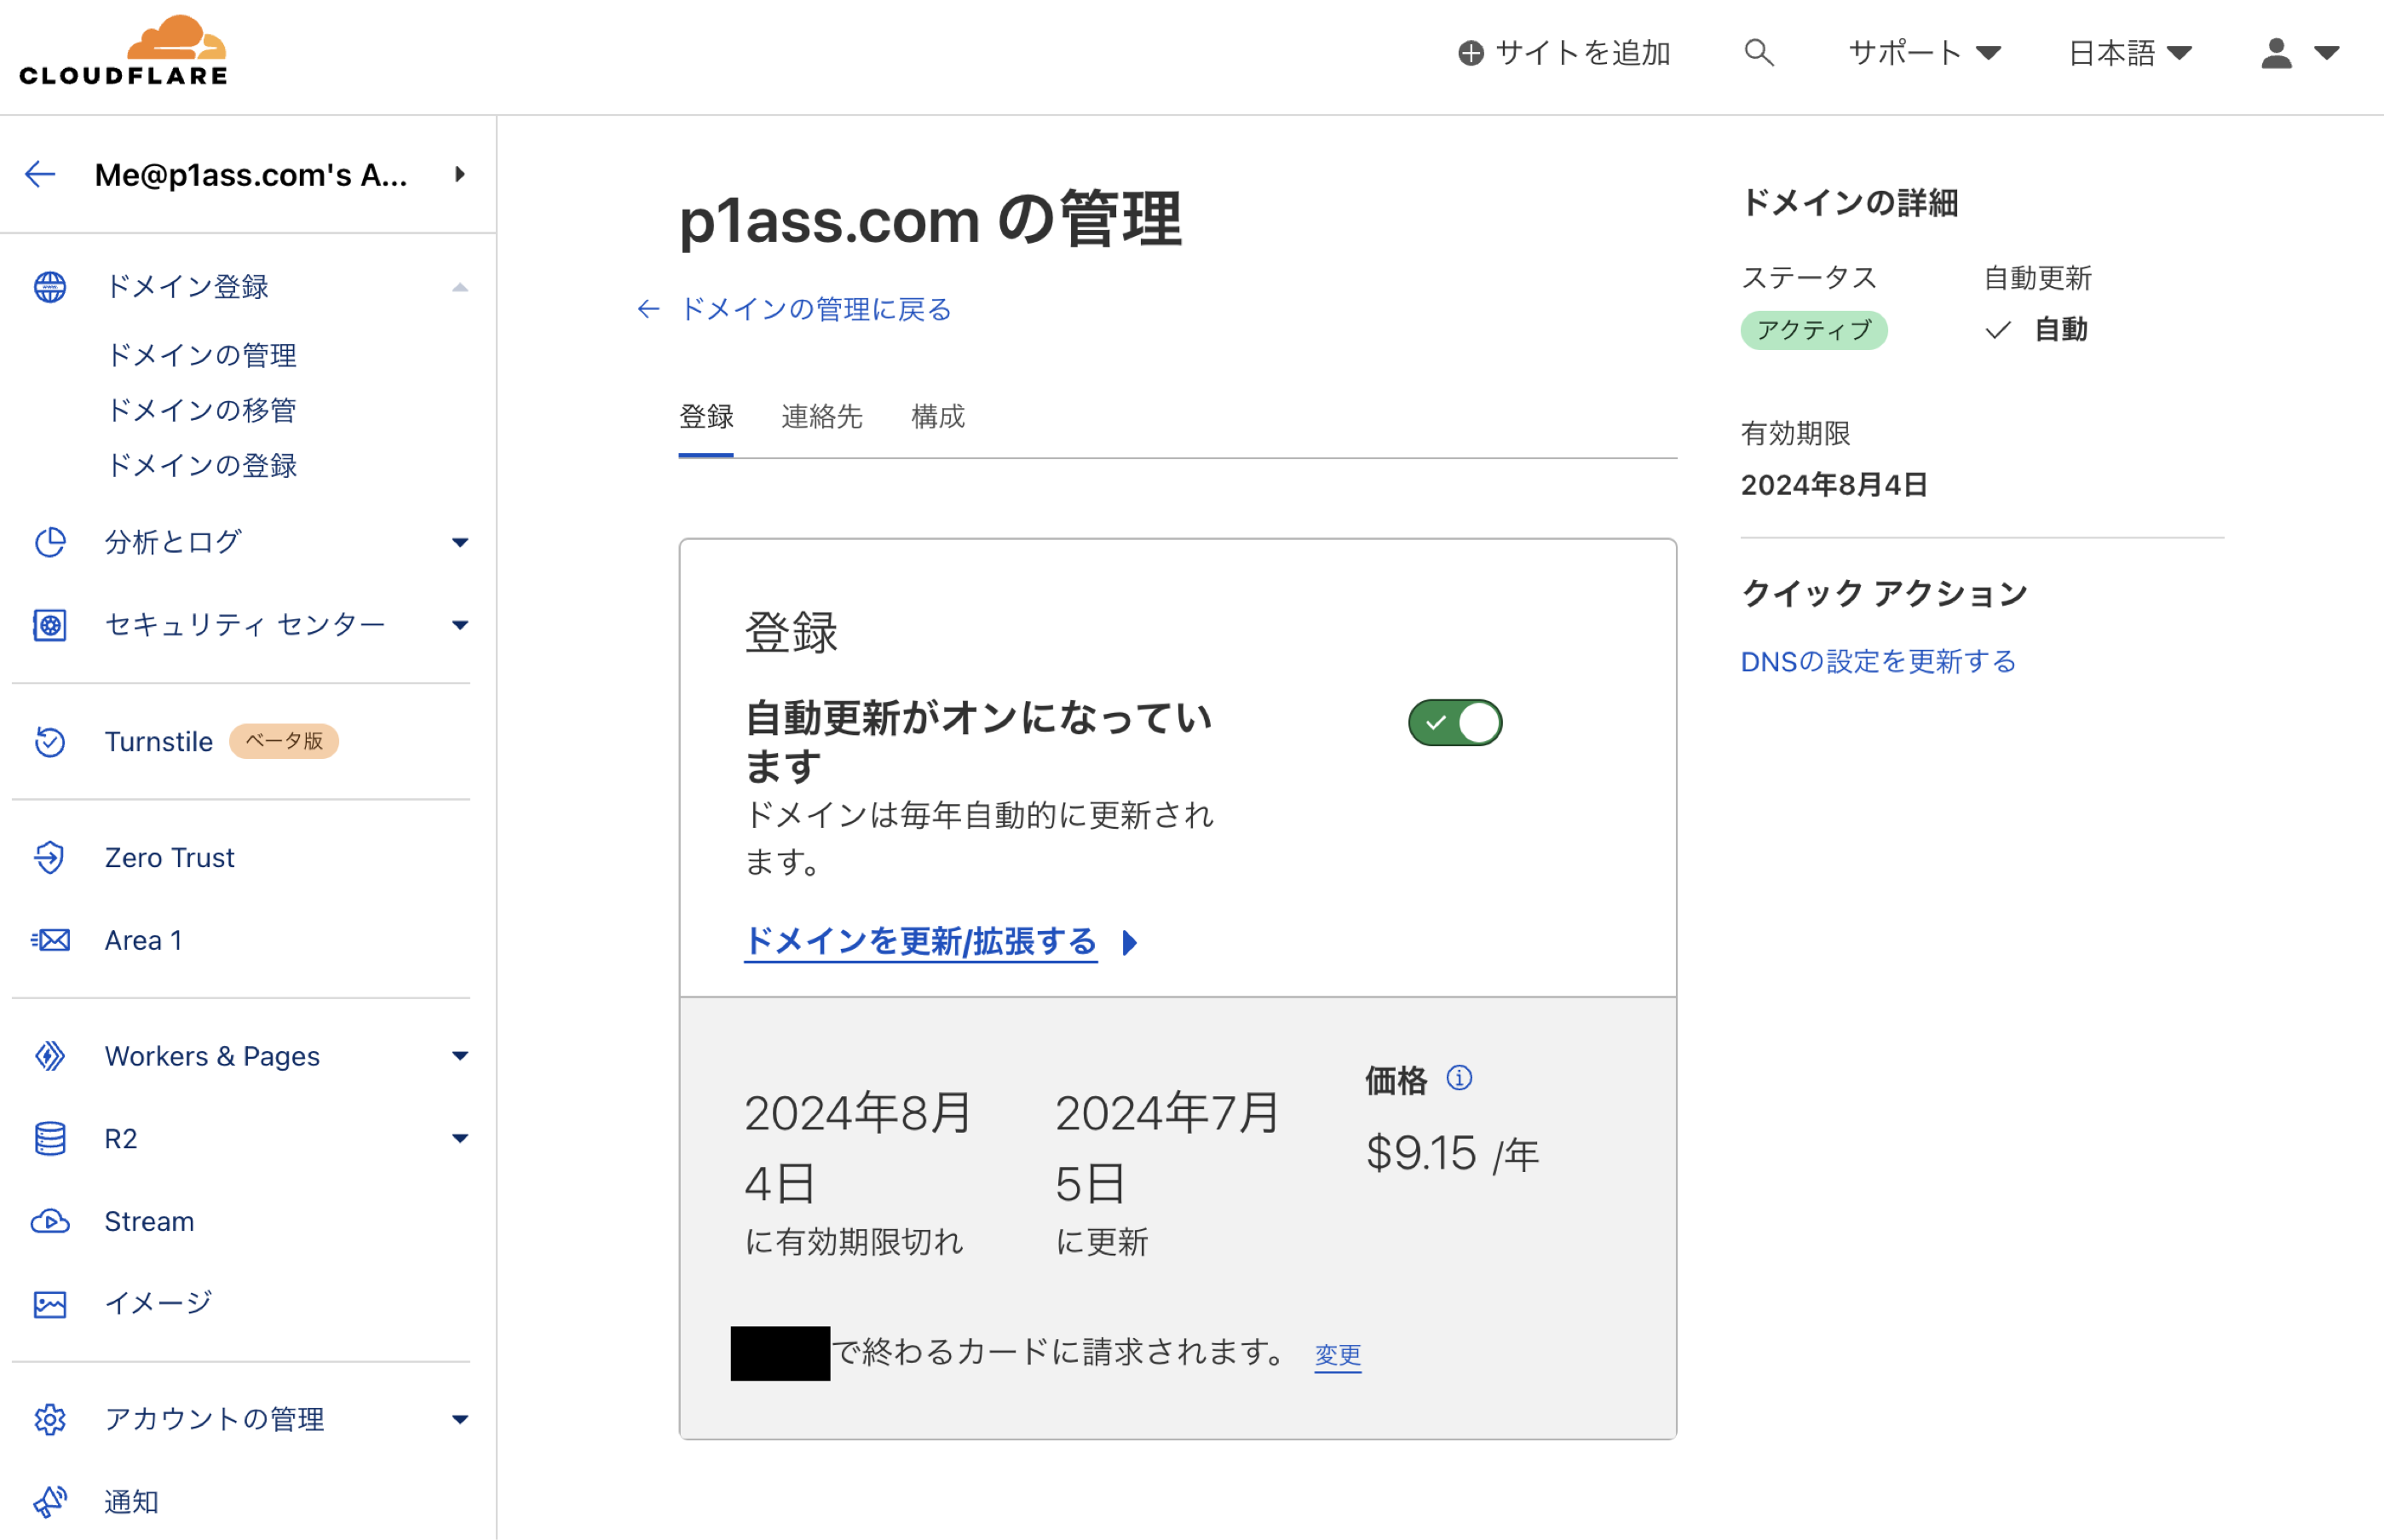 CLOUDFLARE
サイトを追加
サポート
日本語
Me@p1ass.com's A...
ドメイン登録
ドメインの管理
ドメインの移管
ドメインの登録
分析とログ
セキュリティ センター
Turnstile ベータ版
Zero Trust
Area 1
Workers & Pages
R2
Stream
イメージ
アカウントの管理
通知
p1ass.com の管理
ドメインの管理に戻る
登録 連絡先 構成
登録
自動更新がオンになってい
ます
ドメインは毎年自動的に更新され
ます。
ドメインを更新/拡張する
2024年8月
4日
に有効期限切れ
2024年7月
5日
に更新
価格
$9.15 /年
で終わるカードに請求されます。 変更
ドメインの詳細
ステータス
アクティブ
自動更新
自動
有効期限
2024年8月4日
クイック アクション
DNSの設定を更新する